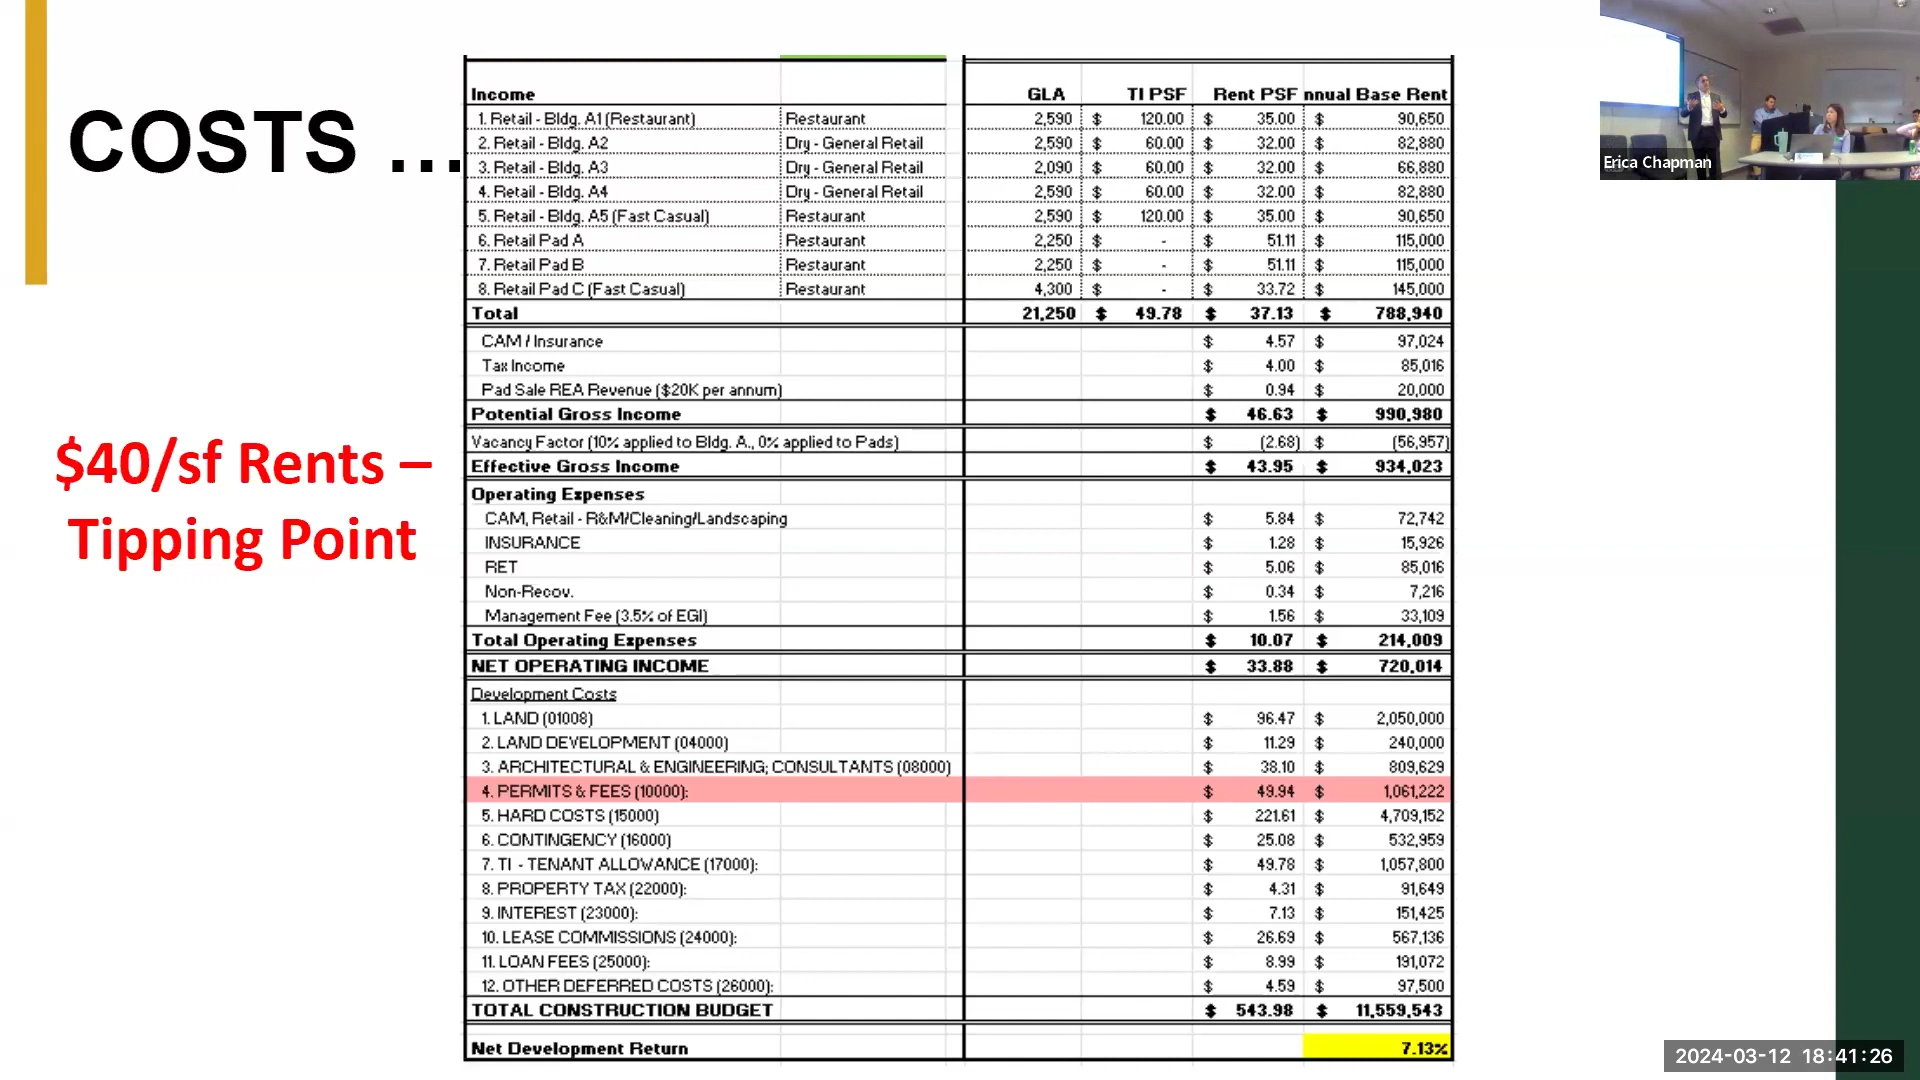 COSTS ...
$40/sf Rents –
Tipping Point
Income GLA TI PSF Rent PSF nnual Base Rent
1. Retail - Bldg. A1 (Restaurant) Restaurant 2,590 $ 120.00 $ 35.00 $ 90,650
2. Retail - Bldg. A2 Dry - General Retail 2,590 $ 60.00 $ 32.00 $ 82,880
3. Retail - Bldg. A3 Dry - General Retail 2,090 $ 60.00 $ 32.00 $ 66,880
4. Retail - Bldg. A4 Dry - General Retail 2,590 $ 60.00 $ 32.00 $ 82,880
5. Retail - Bldg. A5 (Fast Casual) Restaurant 2,590 $ 120.00 $ 35.00 $ 90,650
6. Retail Pad A Restaurant 2,250 $ - $ 51.11 $ 115,000
7. Retail Pad B Restaurant 2,250 $ - $ 51.11 $ 115,000
8. Retail Pad C (Fast Casual) Restaurant 4,300 $ - $ 33.72 $ 145,000
Total 21,250 $ 49.78 $ 37.13 $ 788,940
CAM / Insurance $ 4.57 $ 97,024
Tax Income $ 4.00 $ 85,016
Pad Sale REA Revenue ($20K per annum) $ 0.94 $ 20,000
Potential Gross Income $ 46.63 $ 990,980
Vacancy Factor (10% applied to Bldg. A., 0% applied to Pads) $ (2.68) $ (56,957)
Effective Gross Income $ 43.95 $ 934,023
Operating Expenses
CAM, Retail - R&M/Cleaning/Landscaping $ 5.84 $ 72,742
INSURANCE $ 1.28 $ 15,926
RET $ 5.06 $ 85,016
Non-Recov. $ 0.34 $ 7,216
Management Fee (3.5% of EGI) $ 1.56 $ 33,109
Total Operating Expenses $ 10.07 $ 214,009
NET OPERATING INCOME $ 33.88 $ 720,014
Development Costs
1. LAND (01008) $ 96.47 $ 2,050,000
2. LAND DEVELOPMENT (04000) $ 11.29 $ 240,000
3. ARCHITECTURAL & ENGINEERING; CONSULTANTS (08000) $ 38.10 $ 809,629
4. PERMITS & FEES (10000): $ 49.94 $ 1,061,222
5. HARD COSTS (15000) $ 221.61 $ 4,709,152
6. CONTINGENCY (16000) $ 25.08 $ 532,959
7. TI - TENANT ALLOWANCE (17000): $ 49.78 $ 1,057,800
8. PROPERTY TAX (22000): $ 4.31 $ 91,649
9. INTEREST (23000): $ 7.13 $ 151,425
10. LEASE COMMISSIONS (24000): $ 26.69 $ 567,136
11. LOAN FEES (25000): $ 8.99 $ 191,072
12. OTHER DEFERRED COSTS (26000): $ 4.59 $ 97,500
TOTAL CONSTRUCTION BUDGET $ 543.98 $ 11,559,543
Net Development Return 7.13%
Erica Chapman
2024-03-12 18:41:26